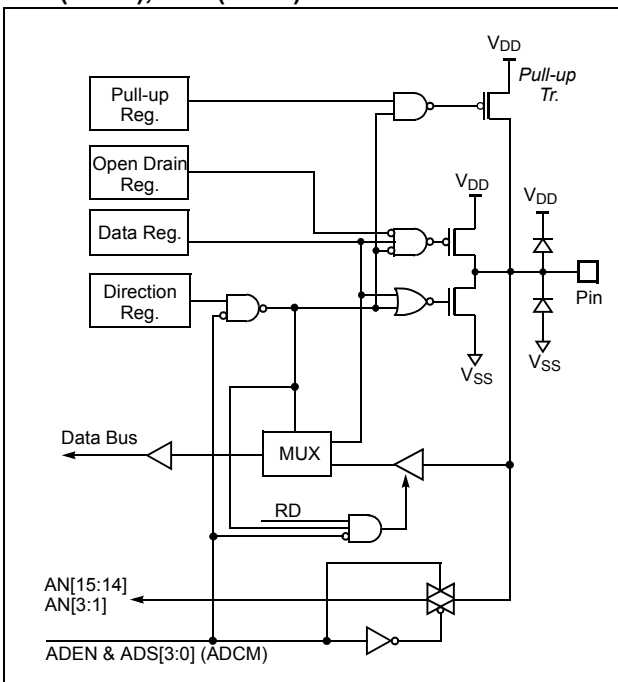 VDD
Pull-up
Tr.
Pull-up
Reg.
Open Drain
Reg.
VDD
VDD
Data Reg.
Direction
Reg.
Pin
VSS
VSS
Data Bus
MUX
RD
AN[15:14]
AN[3:1]
ADEN & ADS[3:0] (ADCM)